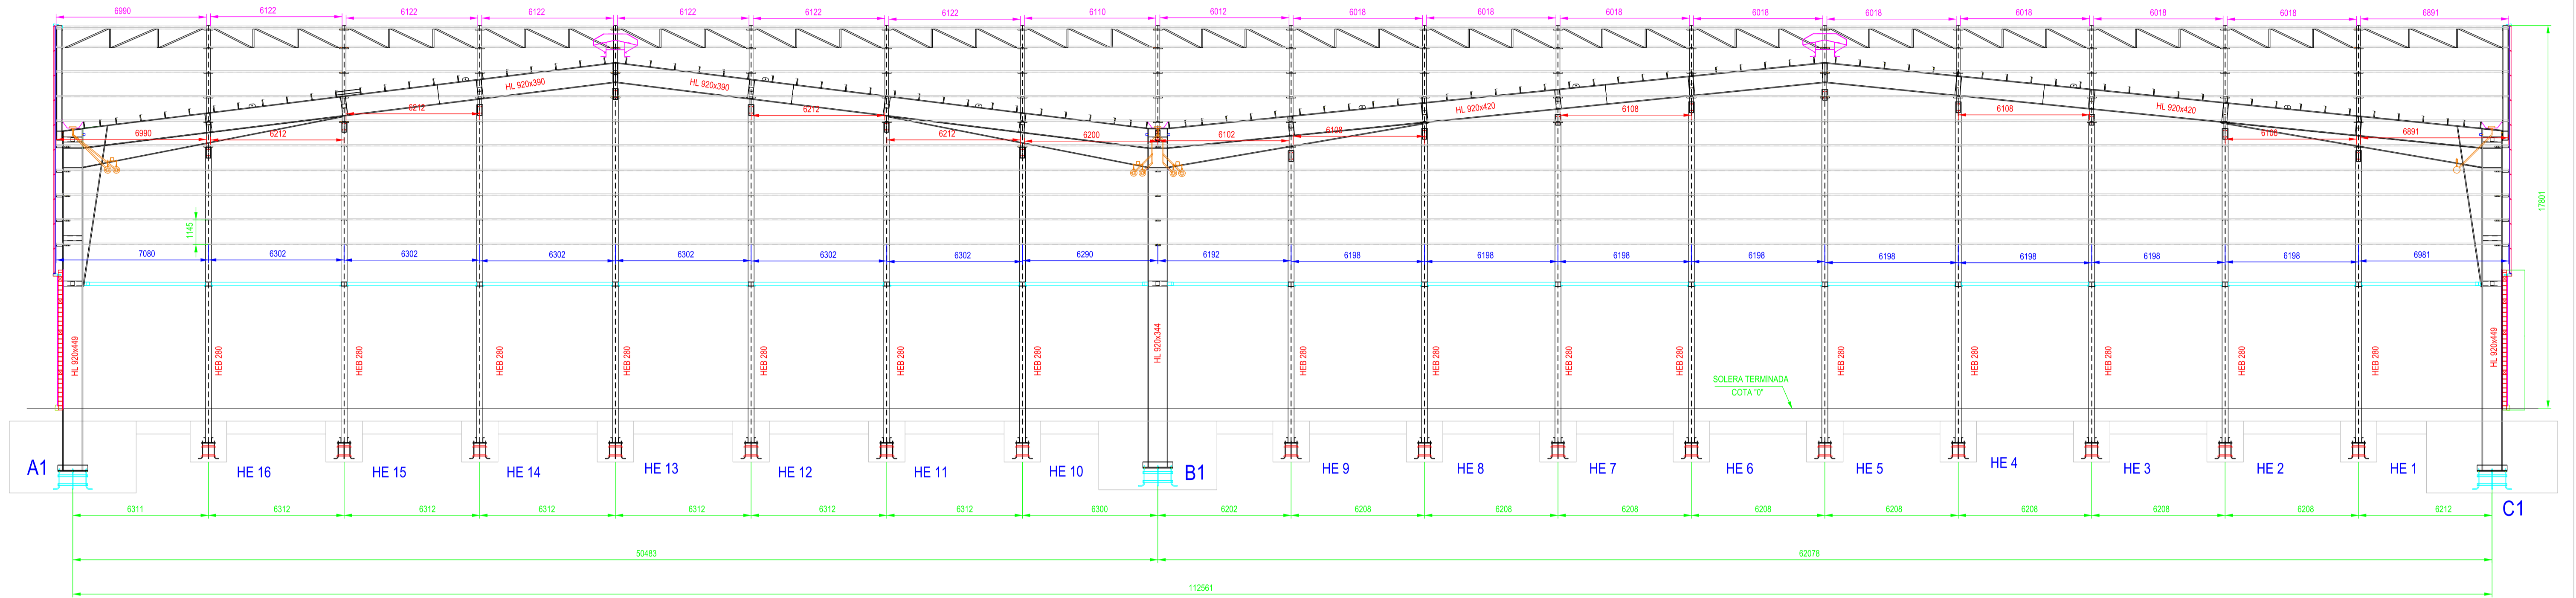 6990 6122 6122 6122 6122 6122 6122 6110 6012 6018 6018 6018 6018 6018 6018 6018 6018 6891
HL 920x390 HL 920x390 HL 920x420 HL 920x420
6990 6212 6212 6212 6212 6200 6102 6108 6108 6108 6108 6891
17801
1145
7080 6302 6302 6302 6302 6302 6302 6290 6192 6198 6198 6198 6198 6198 6198 6198 6198 6981
HL 920x449 HEB 280 HEB 280 HEB 280 HEB 280 HEB 280 HEB 280 HEB 280 HL 920x344 HEB 280 HEB 280 HEB 280 HEB 280 HEB 280 HEB 280 HEB 280 HEB 280 HEB 280 HL 920x449
SOLERA TERMINADA
COTA "0"
A1 HE 16 HE 15 HE 14 HE 13 HE 12 HE 11 HE 10 B1 HE 9 HE 8 HE 7 HE 6 HE 5 HE 4 HE 3 HE 2 HE 1 C1
6311 6312 6312 6312 6312 6312 6312 6300 6202 6208 6208 6208 6208 6208 6208 6208 6208 6212
50483 62078
112561